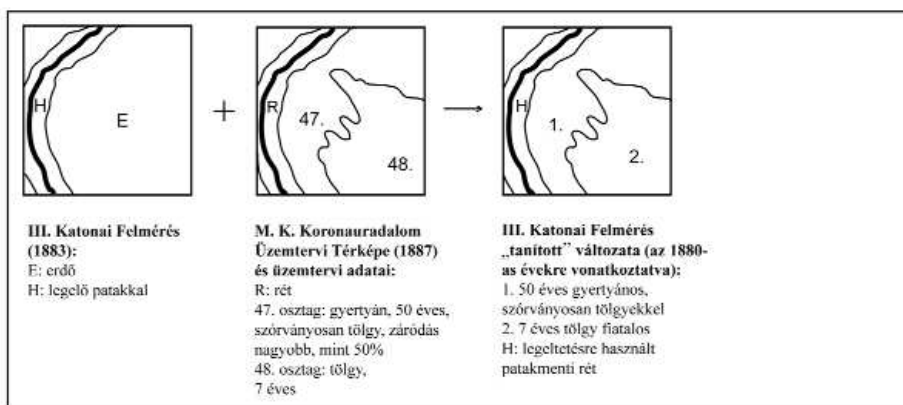 H
E
+
R
47.
48.
H
1.
2.
III. Katonai Felmérés
(1883):
E: erdő
H: legelő patakkal
M. K. Koronauradalom
Üzemtervi Térképe (1887)
és üzemtervi adatai:
R: rét
47. osztag: gyertyán, 50 éves,
szórványosan tölgy, záródás
nagyobb, mint 50%
48. osztag: tölgy,
7 éves
III. Katonai Felmérés
„tanított” változata (az 1880-
as évekre vonatkoztatva):
1. 50 éves gyertyános,
szórványosan tölgyekkel
2. 7 éves tölgy fiatalos
H: legeltetésre használt
patakmenti rét